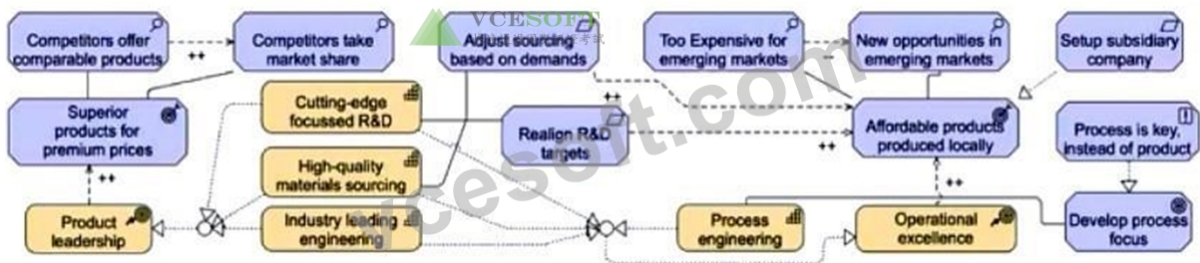 Competitors offer
comparable products
++
Competitors take
market share
VCESOFT
Adjust sourcing
based on demands
Too Expensive for
emerging markets
--
New opportunities in
emerging markets
Setup subsidiary
company
Superior
products for
premium prices
Cutting-edge
focussed R&D
Realign R&D
targets
++
++
Affordable products
produced locally
Process is key,
instead of product
High-quality
materials sourcing
++
++
Product
leadership
Industry leading
engineering
Process
engineering
Operational
excellence
Develop process
focus
vcesoft.com